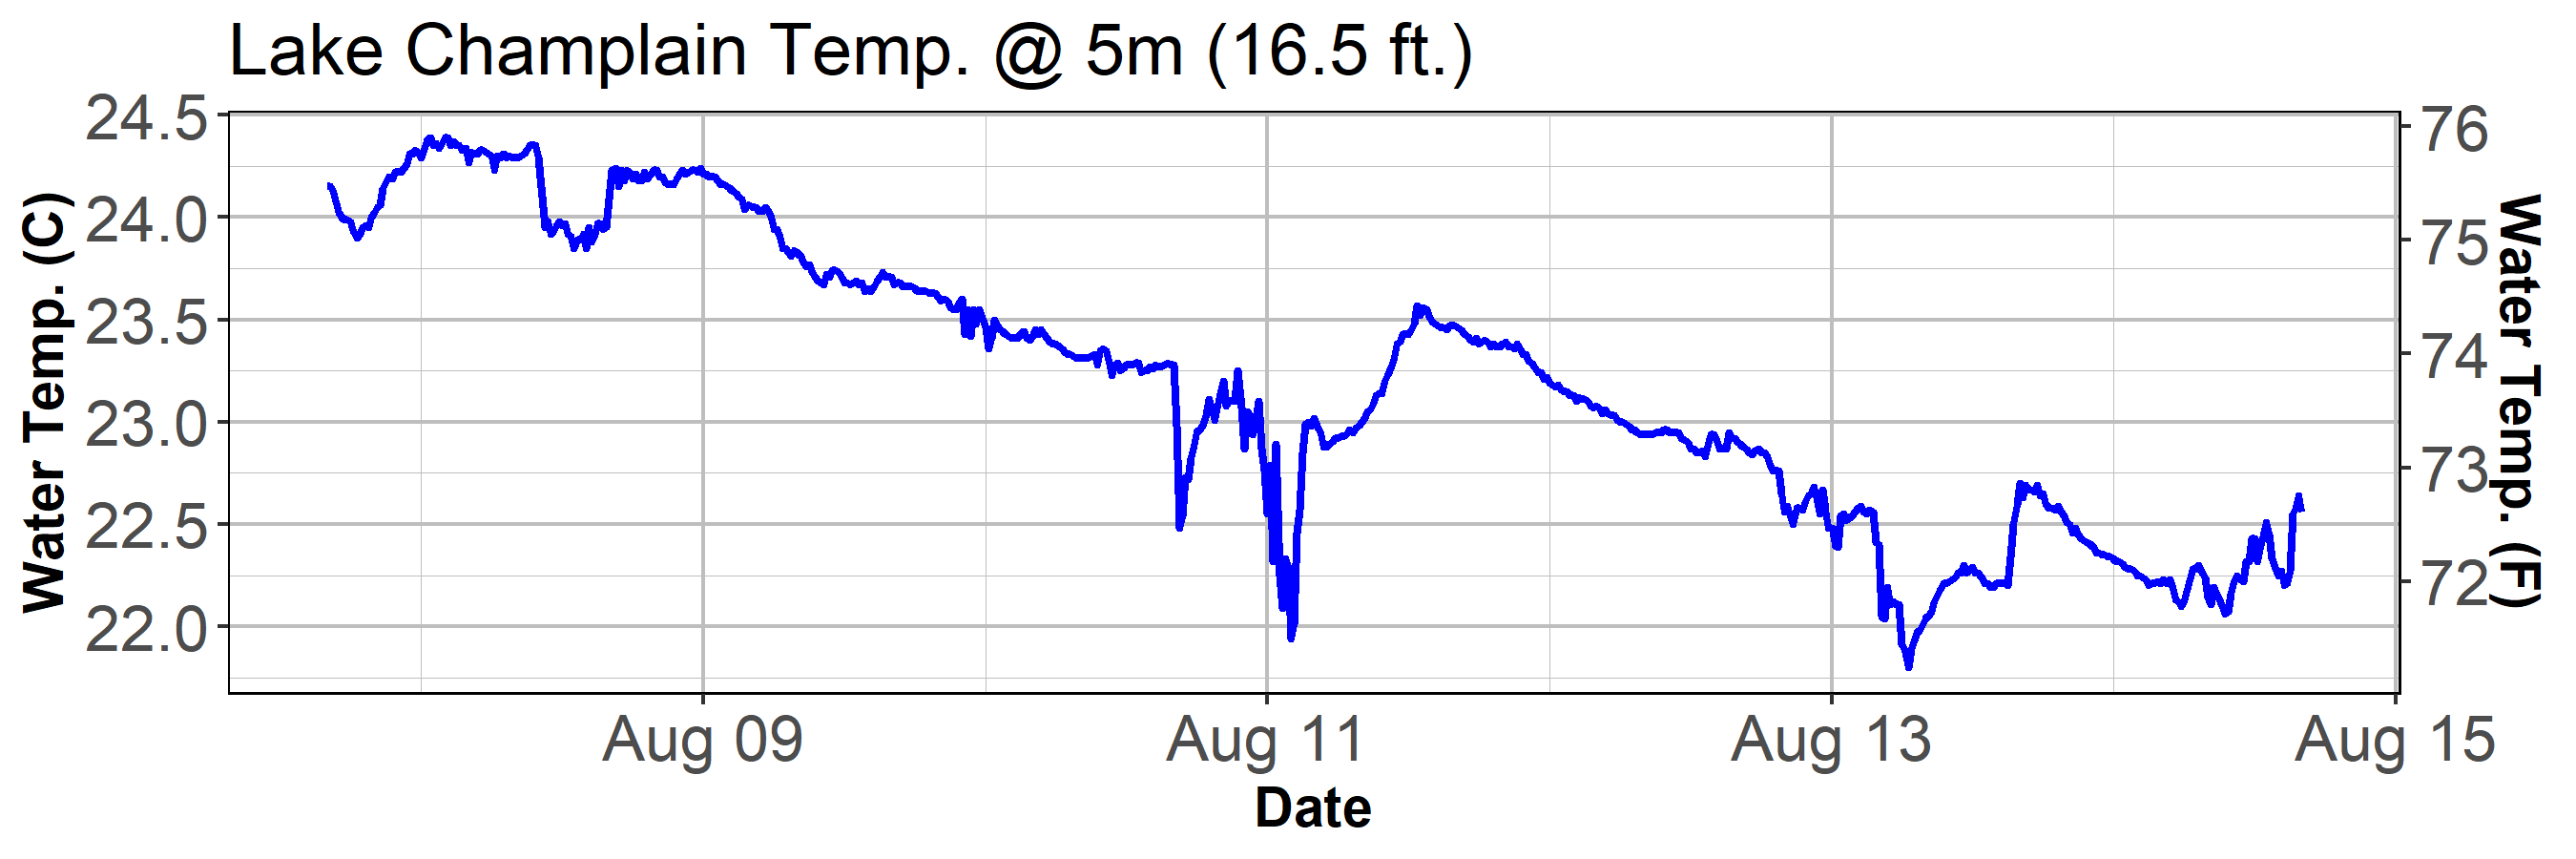 Lake Champlain Temp. @ 5m (16.5 ft.)
Water Temp. (C)
24.5
24.0
23.5
23.0
22.5
22.0
76
75
74
73
72
Water Temp. (F)
Aug 09
Aug 11
Aug 13
Aug 15
Date